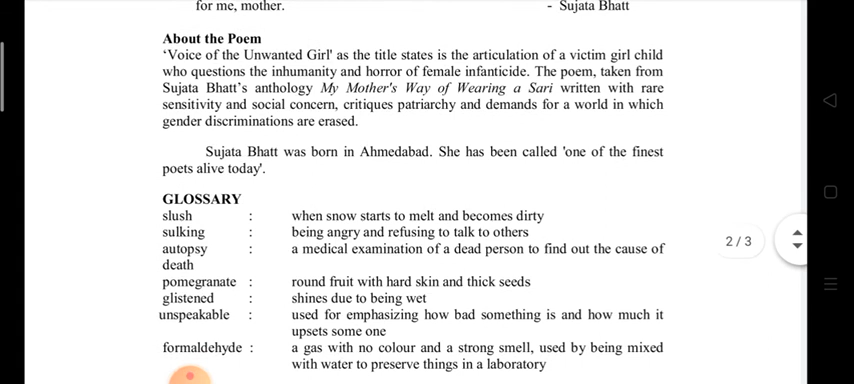 for me, mother. - Sujata Bhatt
About the Poem
‘Voice of the Unwanted Girl' as the title states is the articulation of a victim girl child
who questions the inhumanity and horror of female infanticide. The poem, taken from
Sujata Bhatt’s anthology My Mother's Way of Wearing a Sari written with rare
sensitivity and social concern, critiques patriarchy and demands for a world in which
gender discriminations are erased.
Sujata Bhatt was born in Ahmedabad. She has been called 'one of the finest
poets alive today'.
GLOSSARY
slush : when snow starts to melt and becomes dirty
sulking : being angry and refusing to talk to others
autopsy : a medical examination of a dead person to find out the cause of
death
pomegranate : round fruit with hard skin and thick seeds
glistened : shines due to being wet
unspeakable : used for emphasizing how bad something is and how much it
upsets some one
formaldehyde : a gas with no colour and a strong smell, used by being mixed
with water to preserve things in a laboratory
2 / 3